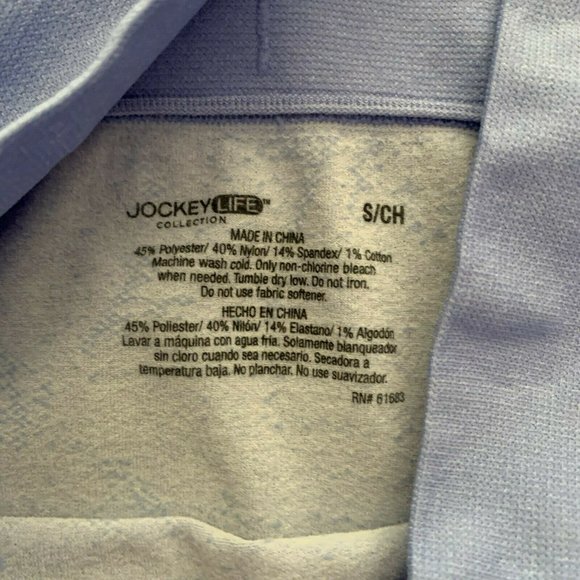 JOCKEY LIFE™ S/CH
COLLECTION
MADE IN CHINA
45% Polyester/ 40% Nylon/ 14% Spandex/ 1% Cotton
Machine wash cold. Only non-chlorine bleach
when needed. Tumble dry low. Do not iron.
Do not use fabric softener.
HECHO EN CHINA
45% Poliester/ 40% Nilón/ 14% Elastano/ 1% Algodón
Lavar a máquina con agua fría. Solamente blanqueador
sin cloro cuando sea necesario. Secadora a
temperatura baja. No planchar. No use suavizador.
RN# 61683